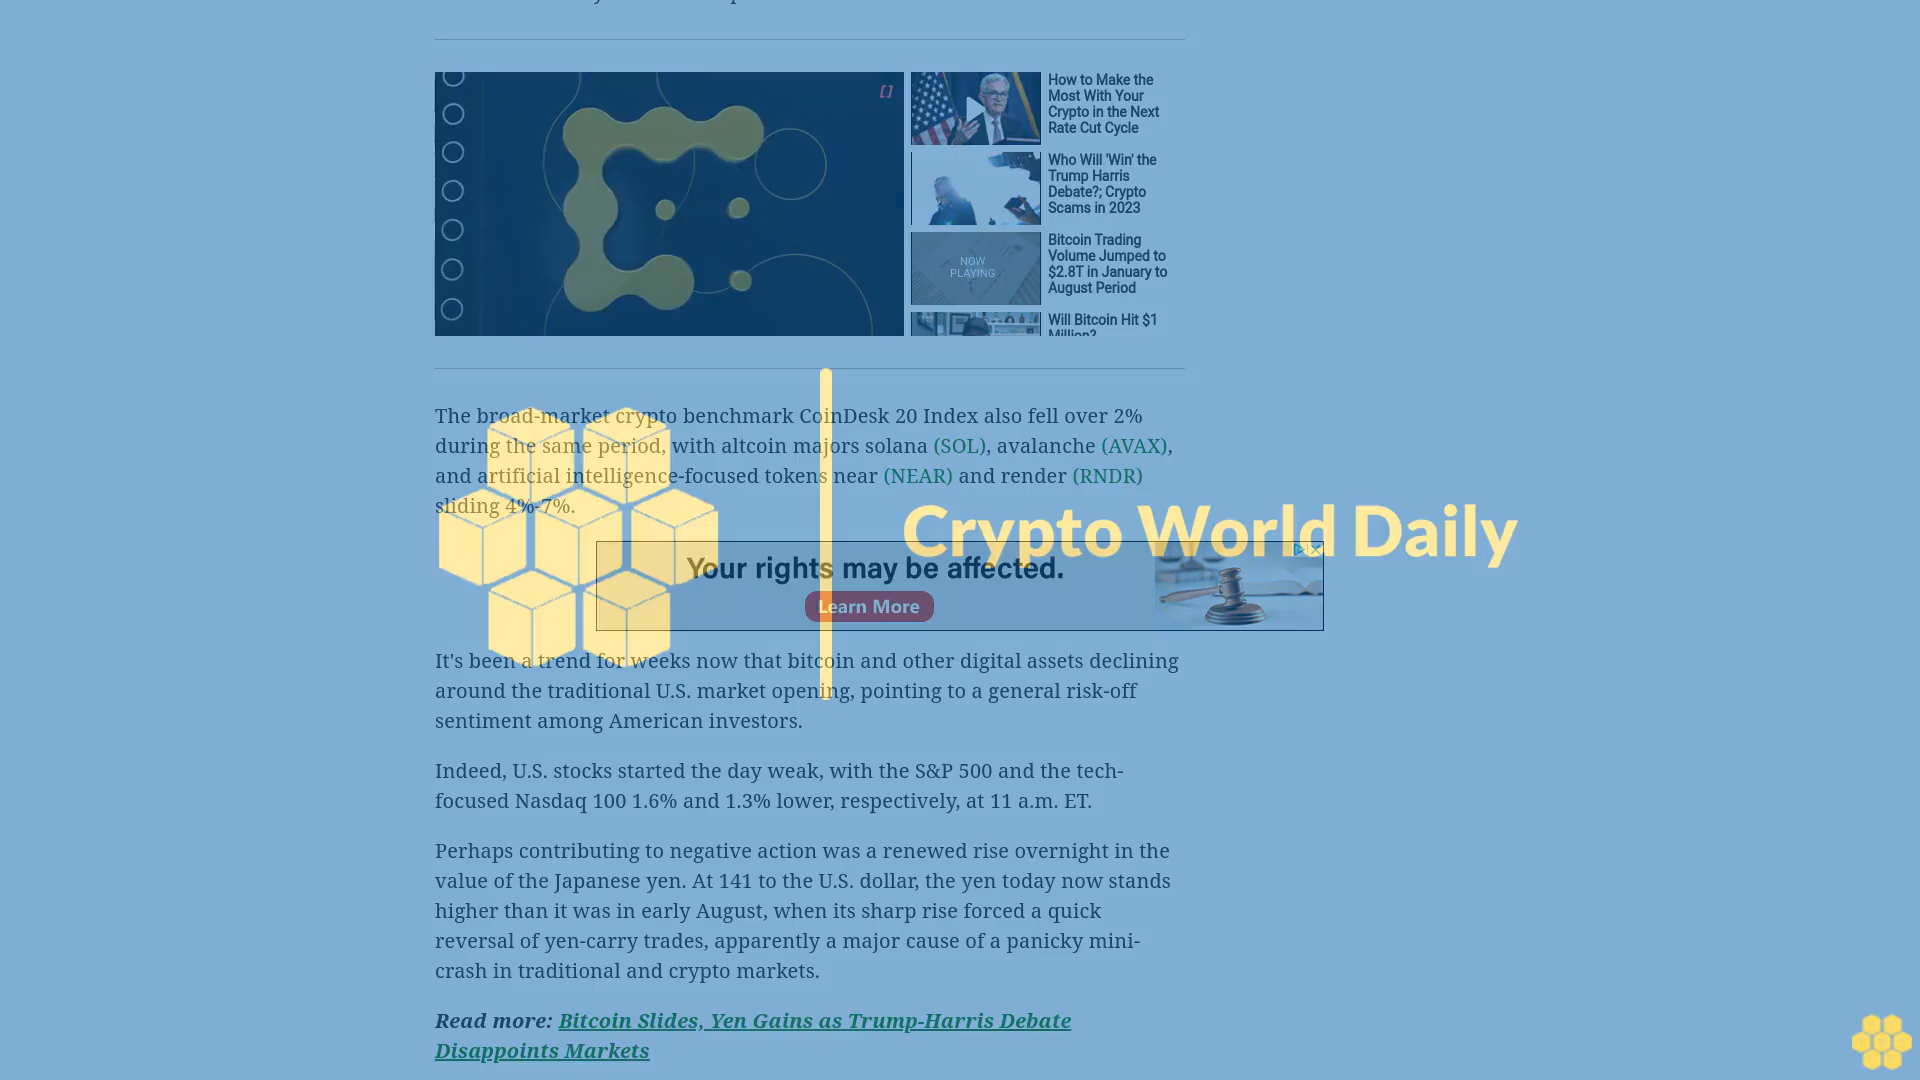 []
How to Make the
Most With Your
Crypto in the Next
Rate Cut Cycle
Who Will 'Win' the
Trump Harris
Debate?; Crypto
Scams in 2023
NOW
PLAYING
Bitcoin Trading
Volume Jumped to
$2.8T in January to
August Period
Will Bitcoin Hit $1
Million?
The broad-market crypto benchmark CoinDesk 20 Index also fell over 2%
during the same period, with altcoin majors solana (SOL), avalanche (AVAX),
and artificial intelligence-focused tokens near (NEAR) and render (RNDR)
sliding 4%-7%.
Crypto World Daily
Your rights may be affected.
Learn More
It's been a trend for weeks now that bitcoin and other digital assets declining
around the traditional U.S. market opening, pointing to a general risk-off
sentiment among American investors.
Indeed, U.S. stocks started the day weak, with the S&P 500 and the tech-
focused Nasdaq 100 1.6% and 1.3% lower, respectively, at 11 a.m. ET.
Perhaps contributing to negative action was a renewed rise overnight in the
value of the Japanese yen. At 141 to the U.S. dollar, the yen today now stands
higher than it was in early August, when its sharp rise forced a quick
reversal of yen-carry trades, apparently a major cause of a panicky mini-
crash in traditional and crypto markets.
Read more: Bitcoin Slides, Yen Gains as Trump-Harris Debate
Disappoints Markets